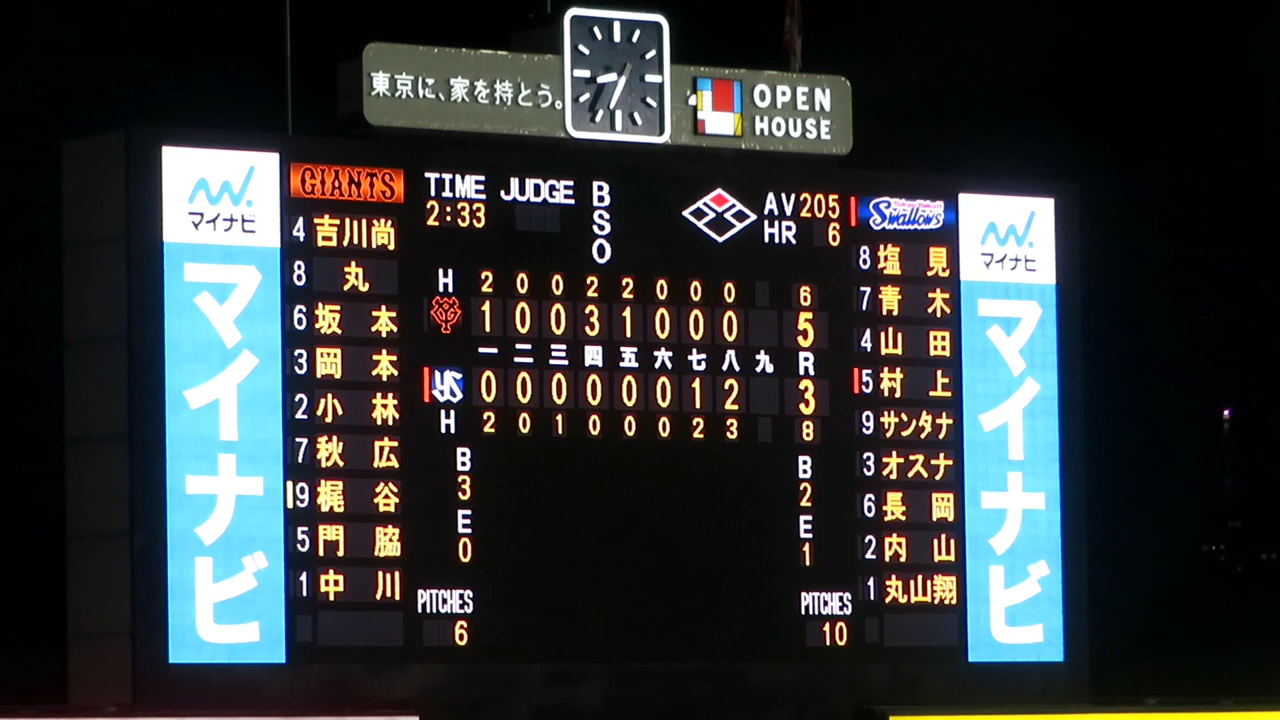 東京に、家を持とう。
OPEN HOUSE
マイナビ
マイナビ
GIANTS
4 吉川尚
8 丸
6 坂本
3 岡本
2 小林
7 秋広
9 梶谷
5 門脇
1 中川
TIME JUDGE B
2:33 S
O
AV 205
HR 6
H 2 0 0 2 2 0 0 0 6
1 0 0 3 1 0 0 0 5
一 二 三 四 五 六 七 八 九 R
YS 0 0 0 0 0 0 1 2 3
H 2 0 1 0 0 0 2 3 8
B 3
E 0
PITCHES
6
B 2
E 1
PITCHES
10
Swallows
8 塩見
7 青木
4 山田
5 村上
9 サンタナ
3 オスナ
6 長岡
2 内山
1 丸山翔
マイナビ
マイナビ